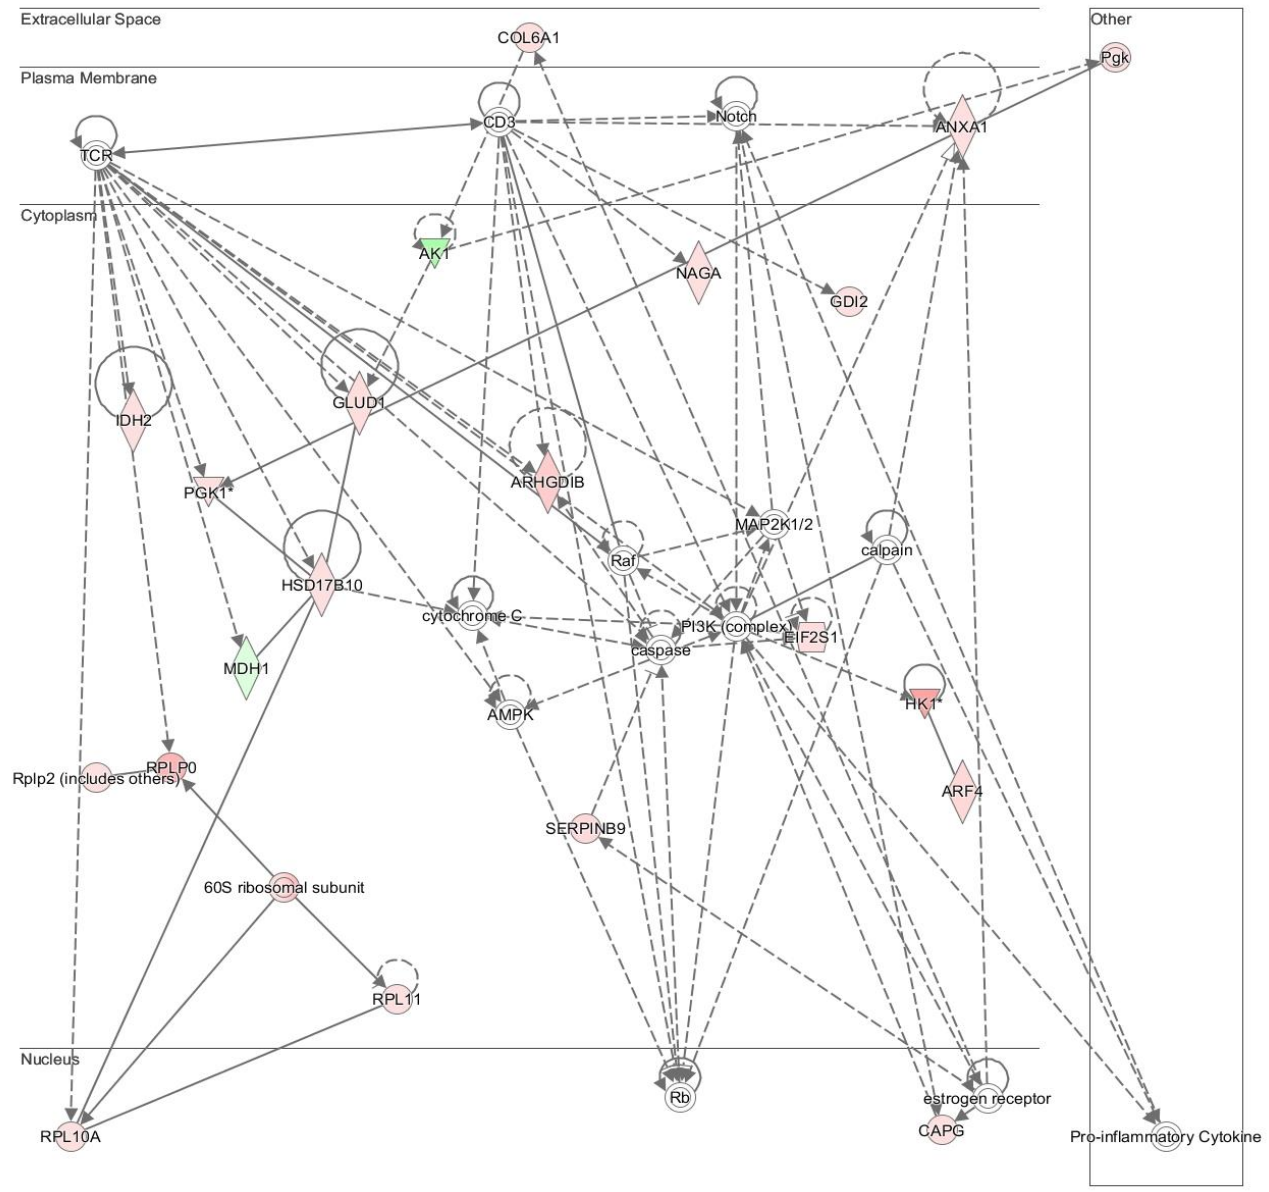 Extracellular Space
Other
COL6A1
Pgk
Plasma Membrane
CD3
Notch
ANXA1
TCR
Cytoplasm
AK1
NAGA
GDI2
GLUD1
IDH2
ARHGDIB
PGK1*
MAP2K1/2
calpain
Raf
HSD17B10
cytochrome C
PI3K (complex)
EIF2S1
caspase
MDH1
HK1*
AMPK
RPLP0
Rplp2 (includes others)
ARF4
SERPINB9
60S ribosomal subunit
RPL11
Nucleus
Rb
estrogen receptor
CAPG
RPL10A
Pro-inflammatory Cytokine